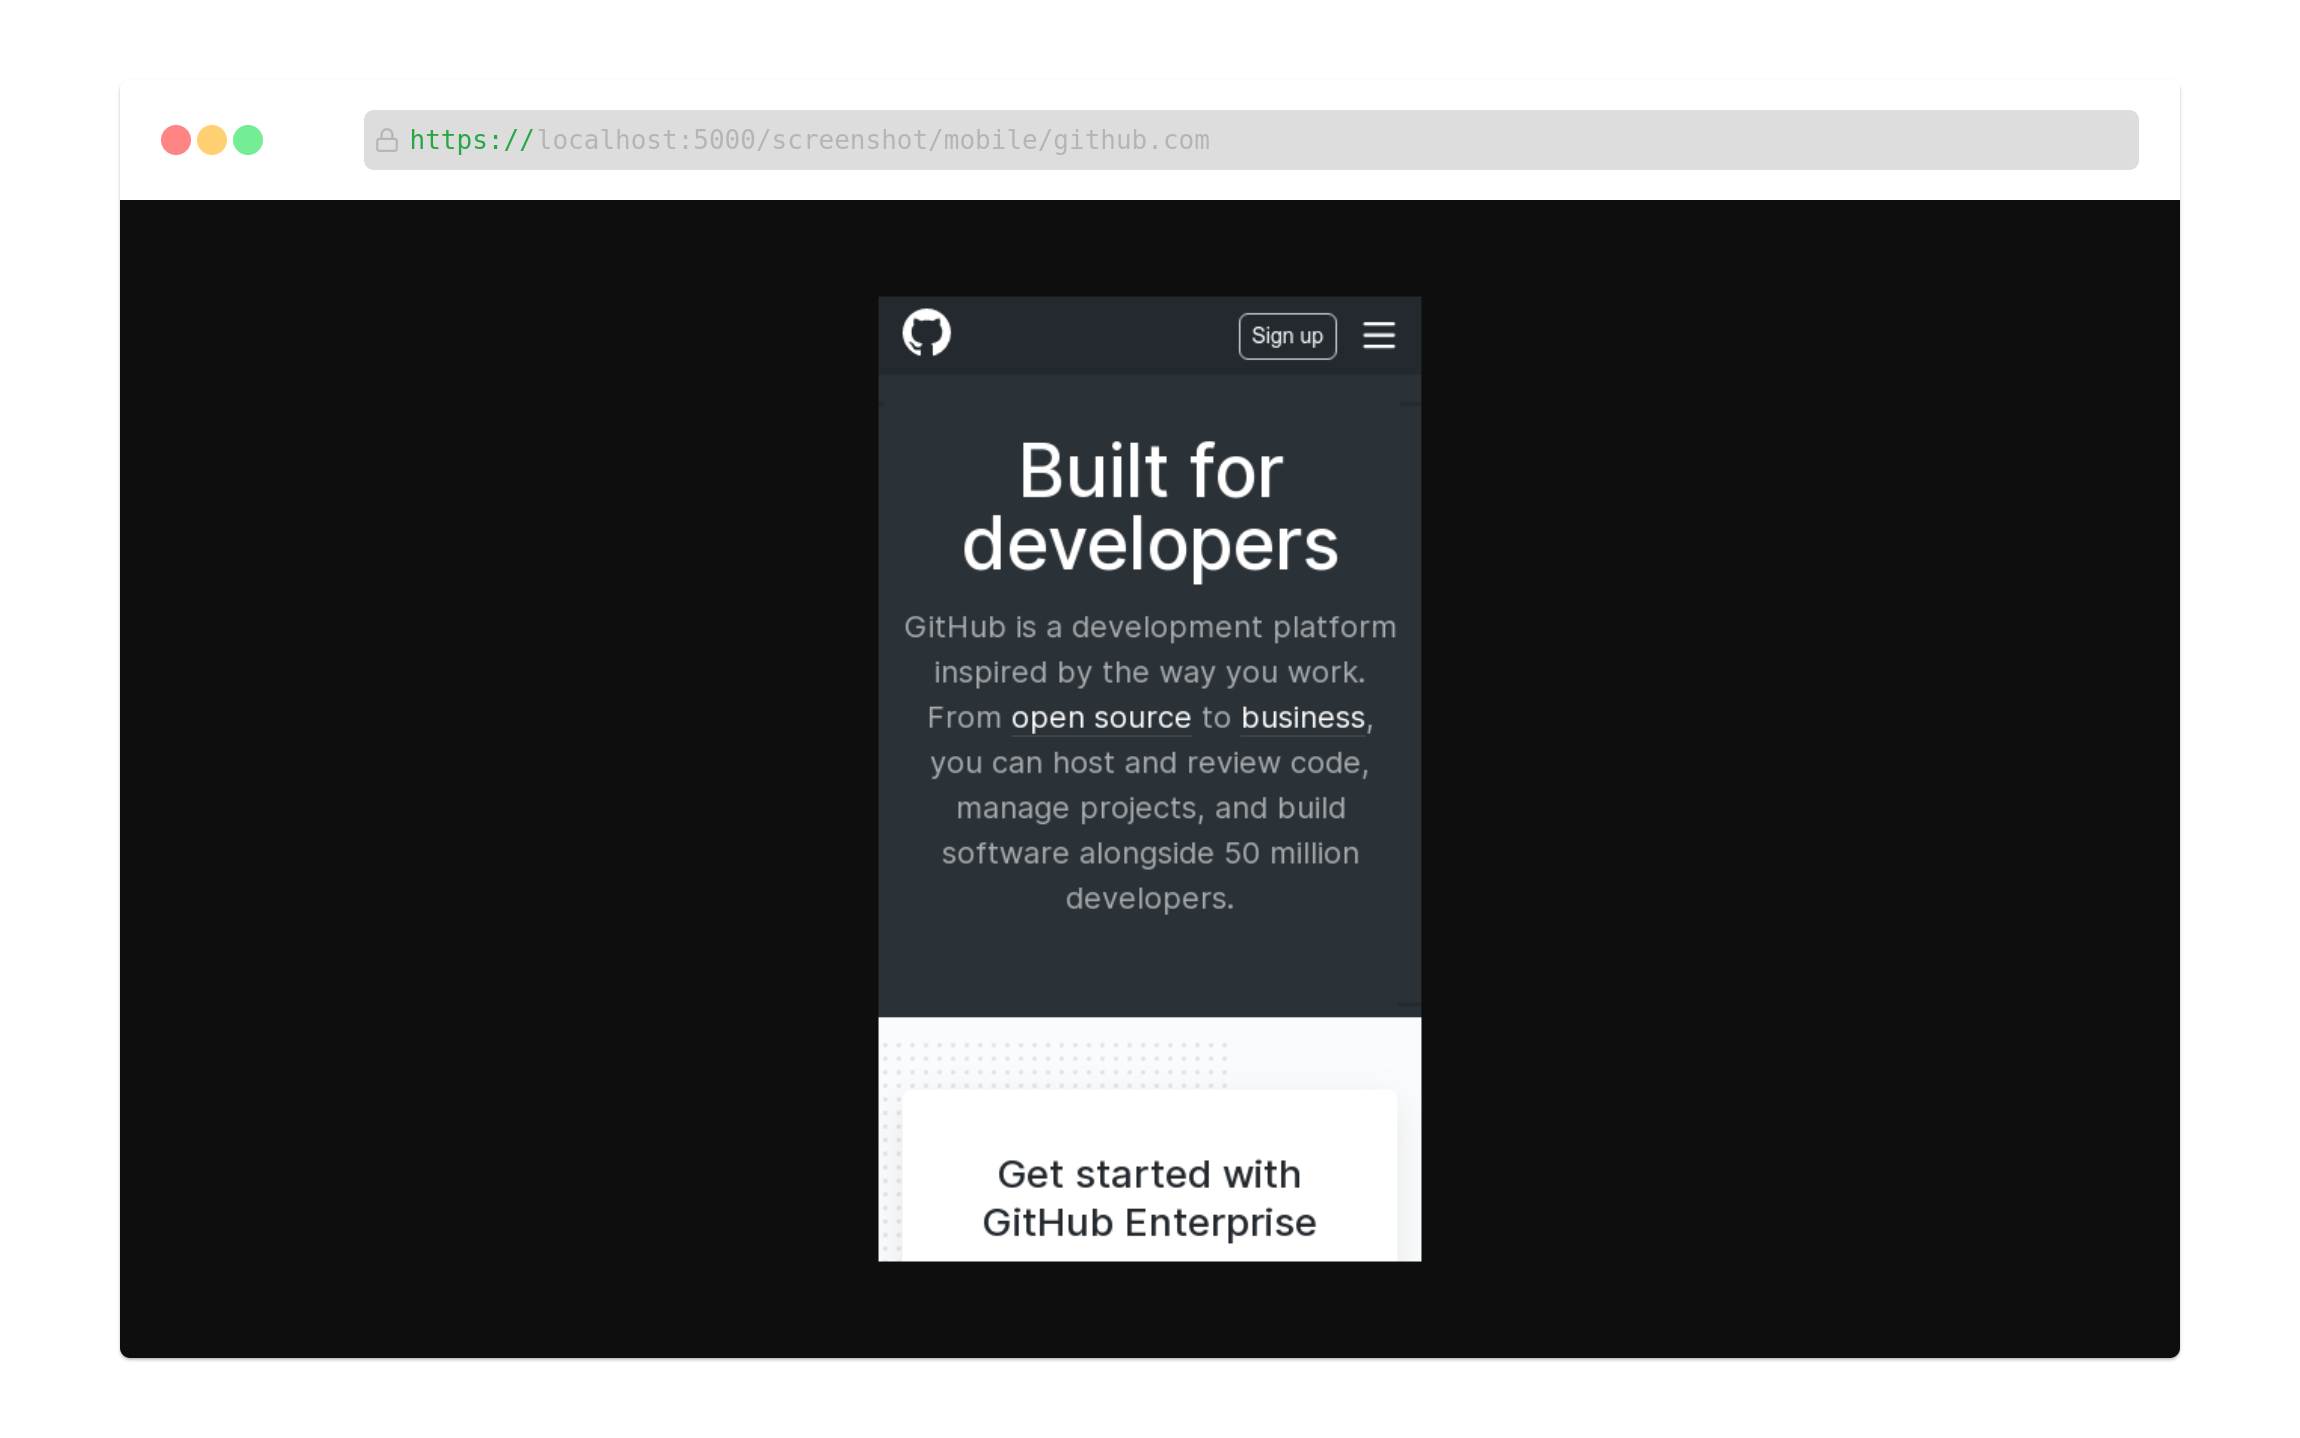 https://localhost:5000/screenshot/mobile/github.com
Sign up
Built for
developers
GitHub is a development platform
inspired by the way you work.
From open source to business,
you can host and review code,
manage projects, and build
software alongside 50 million
developers.
Get started with
GitHub Enterprise